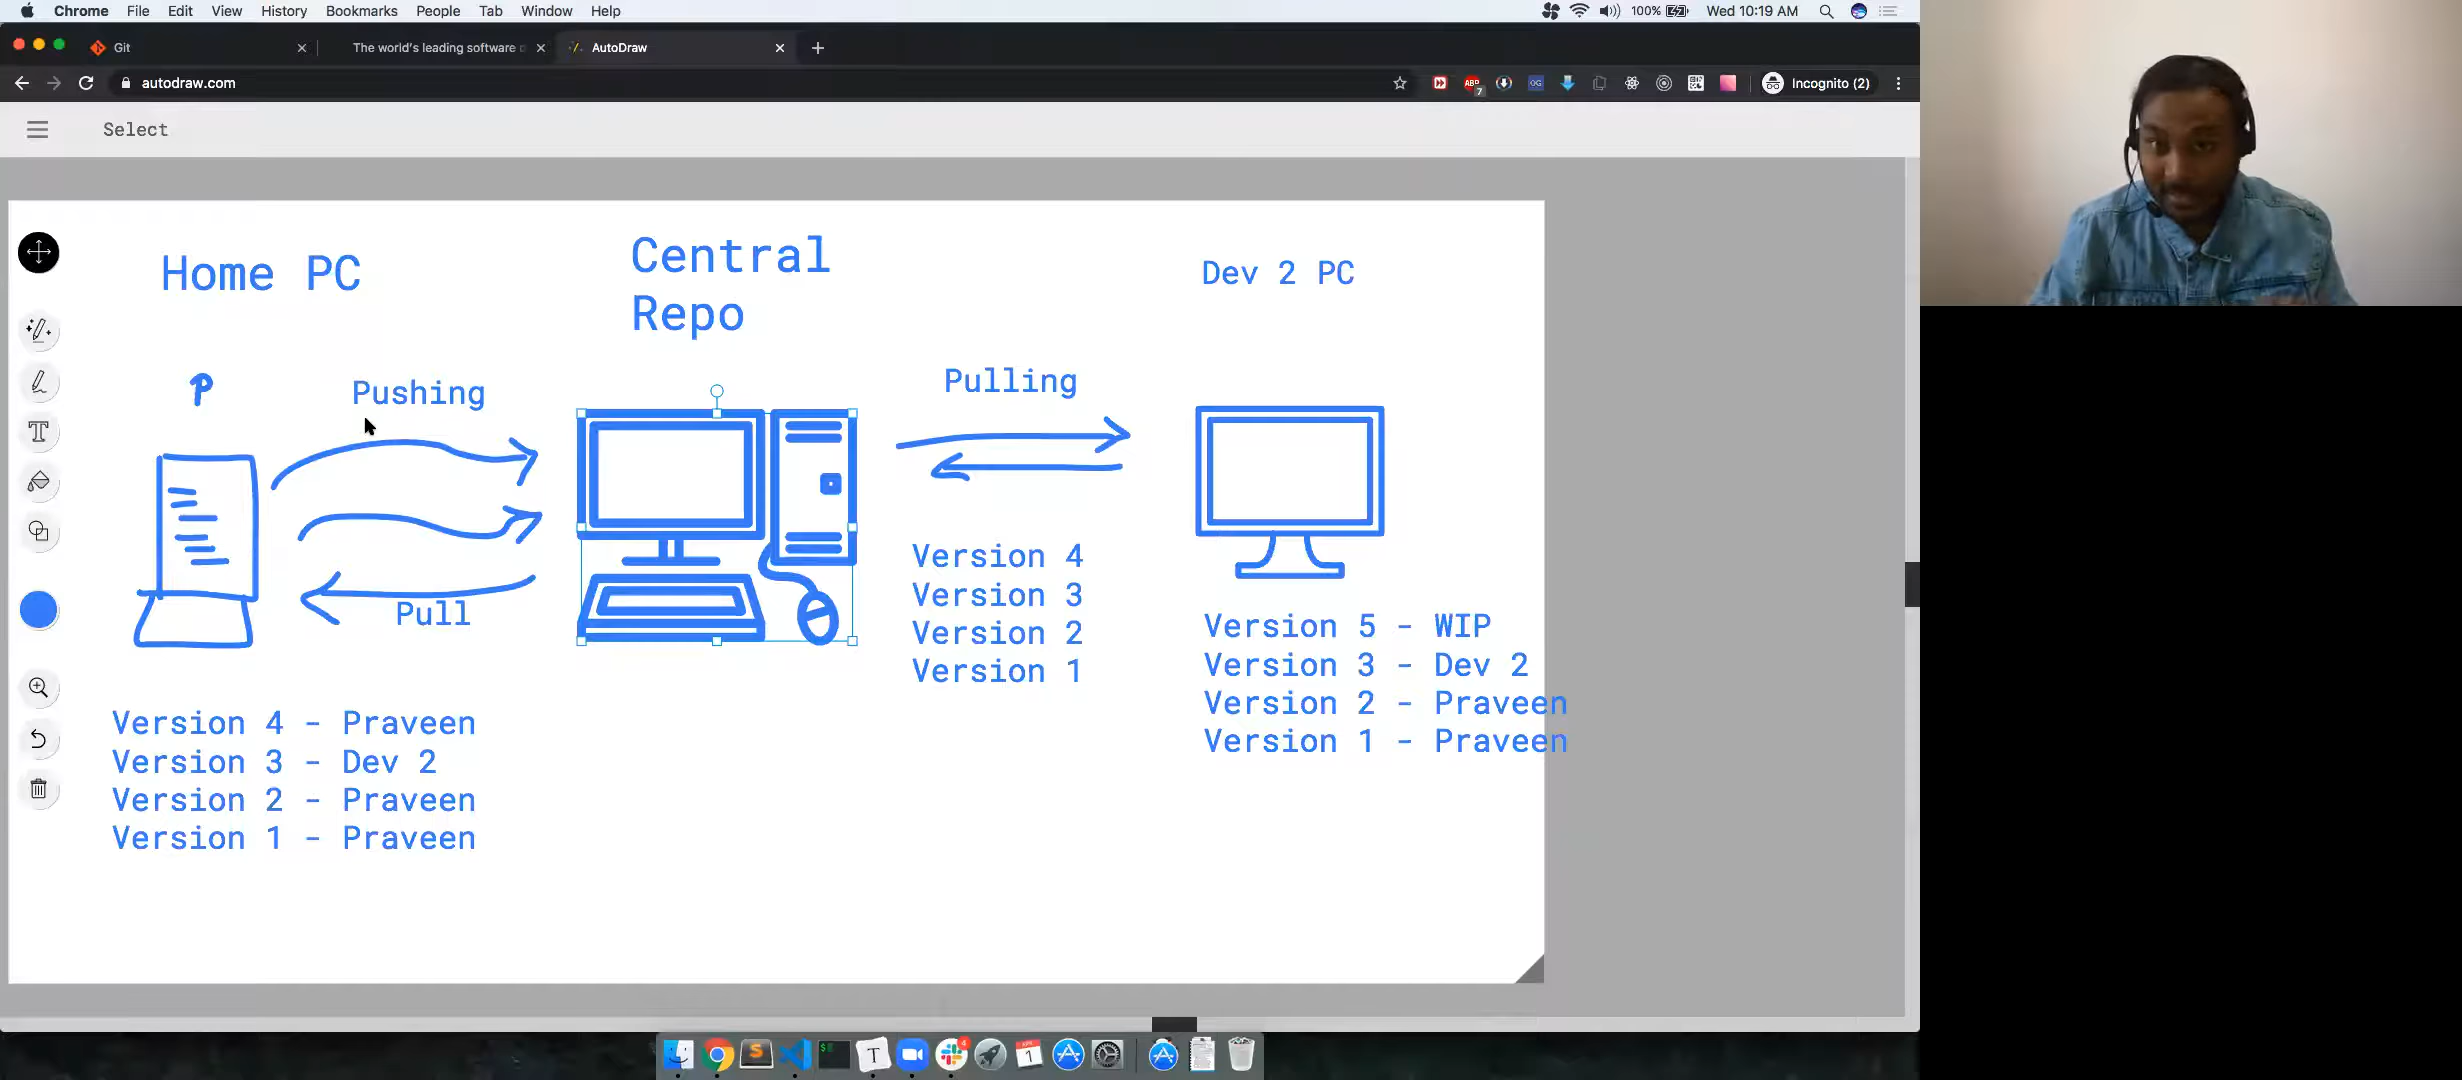 Chrome File Edit View History Bookmarks People Tab Window Help 100% Wed 10:19 AM
Git The world's leading software AutoDraw
autodraw.com ABP 7 OG Incognito (2)
Select
Home PC
Central
Repo
Dev 2 PC
P
Pushing
Pulling
Pull
Version 4
Version 3
Version 2
Version 1
Version 5 - WIP
Version 3 - Dev 2
Version 2 - Praveen
Version 1 - Praveen
Version 4 - Praveen
Version 3 - Dev 2
Version 2 - Praveen
Version 1 - Praveen